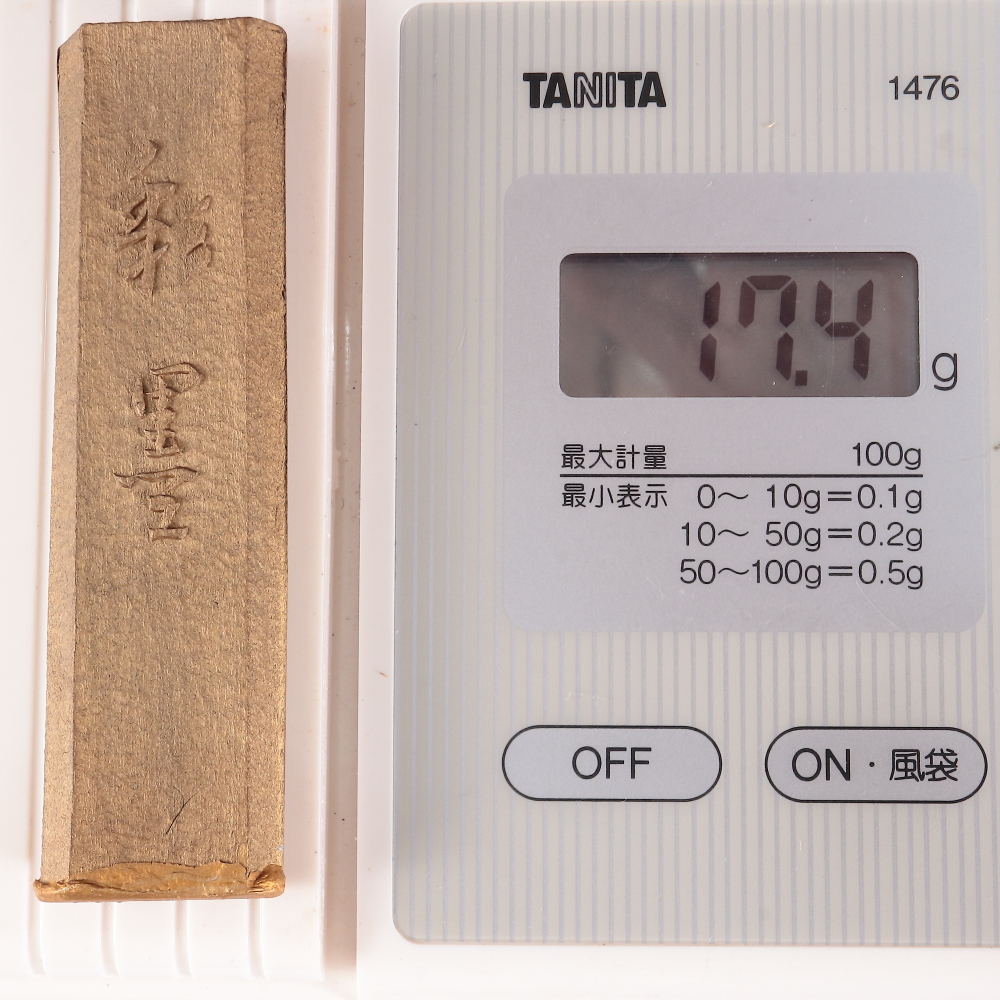 墨
TANITA
1476
17.4 g
最大計量 100g
最小表示 0～ 10g＝0.1g
10～ 50g＝0.2g
50～100g＝0.5g
OFF
ON・風袋